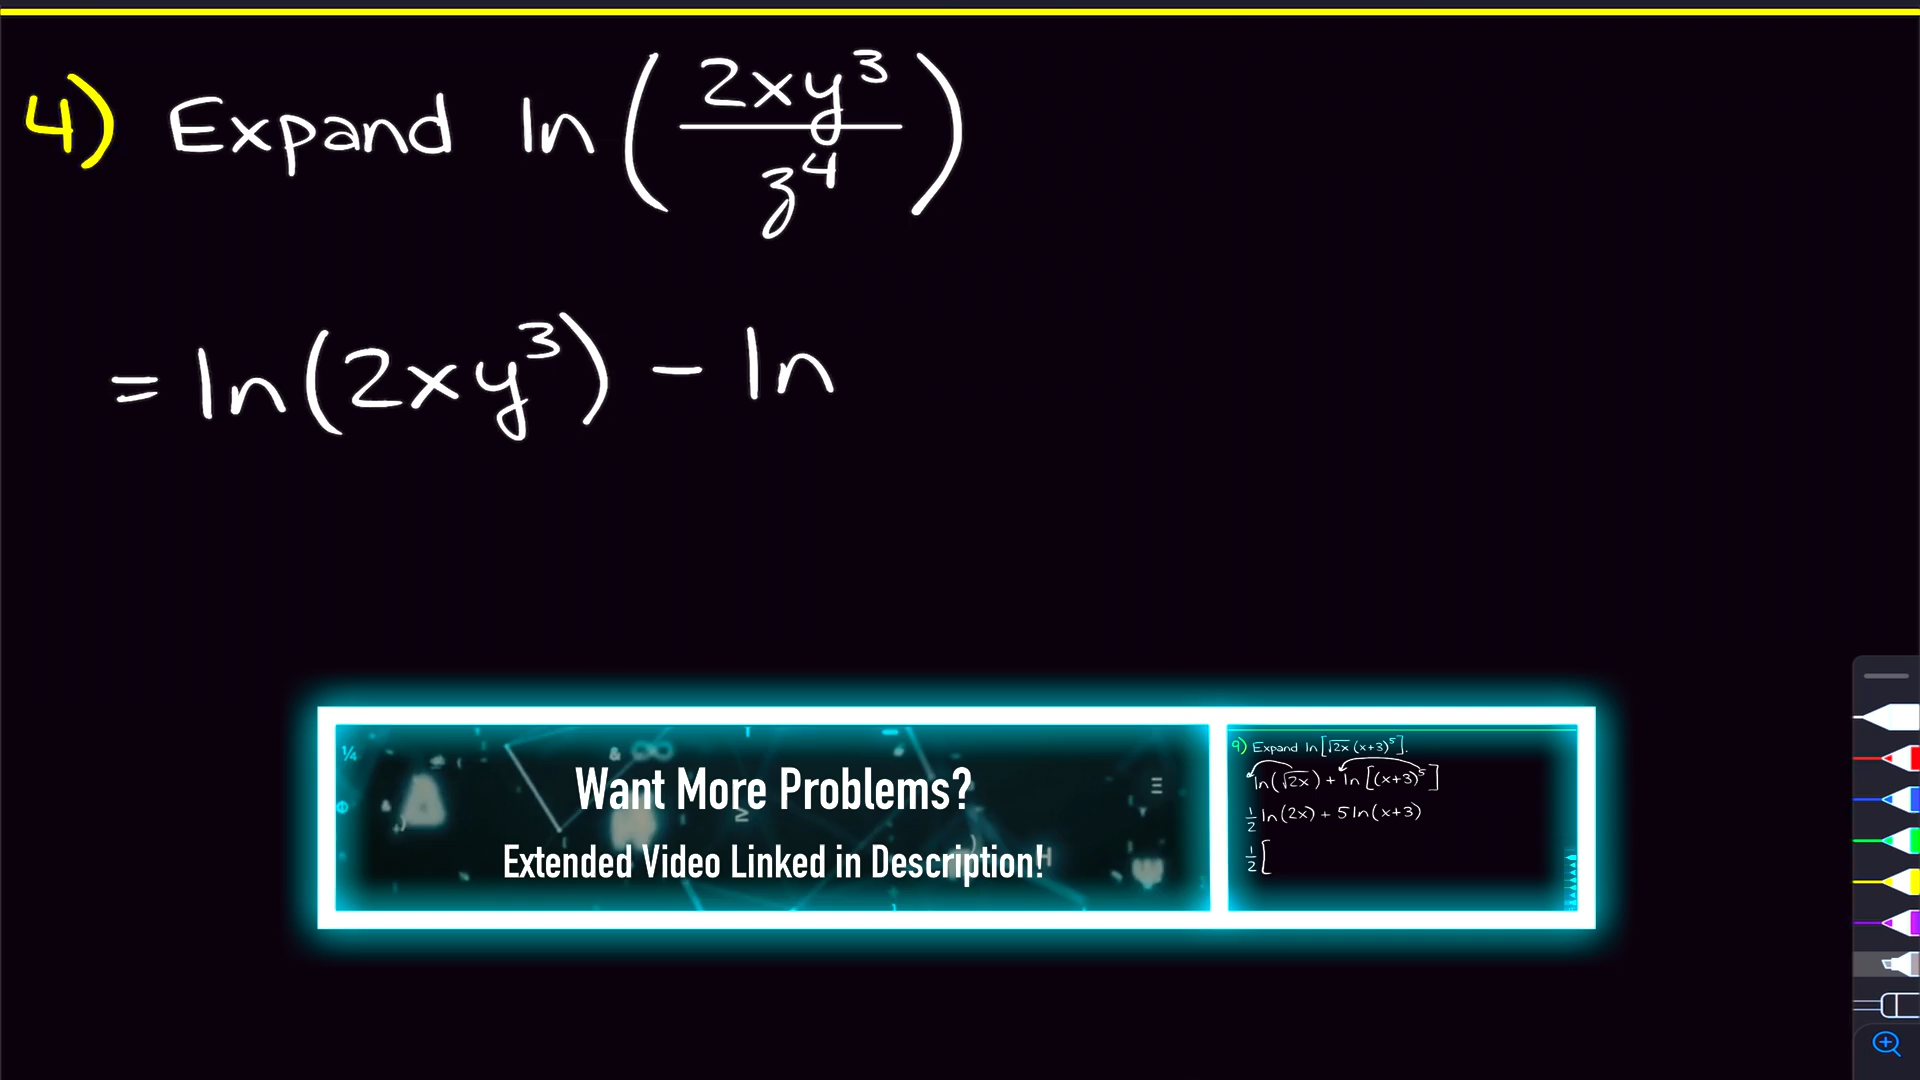 4) Expand ln(2xy³/z⁴)
= ln(2xy³) - ln
Want More Problems?
Extended Video Linked in Description!
9) Expand ln[√2x (x+3)⁵].
ln(√2x) + ln[(x+3)⁵]
½ ln(2x) + 5 ln(x+3)
½ [